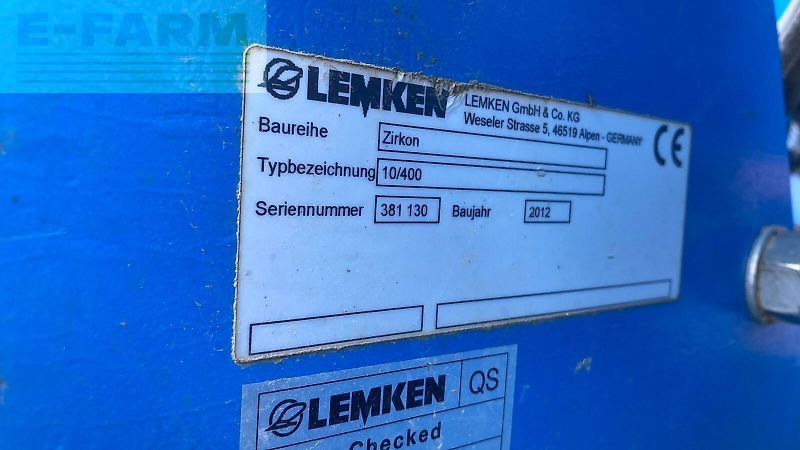 E-FARM
LEMKEN
LEMKEN GmbH & Co. KG
Weseler Strasse 5, 46519 Alpen - GERMANY
CE
Baureihe Zirkon
Typbezeichnung 10/400
Seriennummer 381 130 Baujahr 2012
LEMKEN QS
Checked